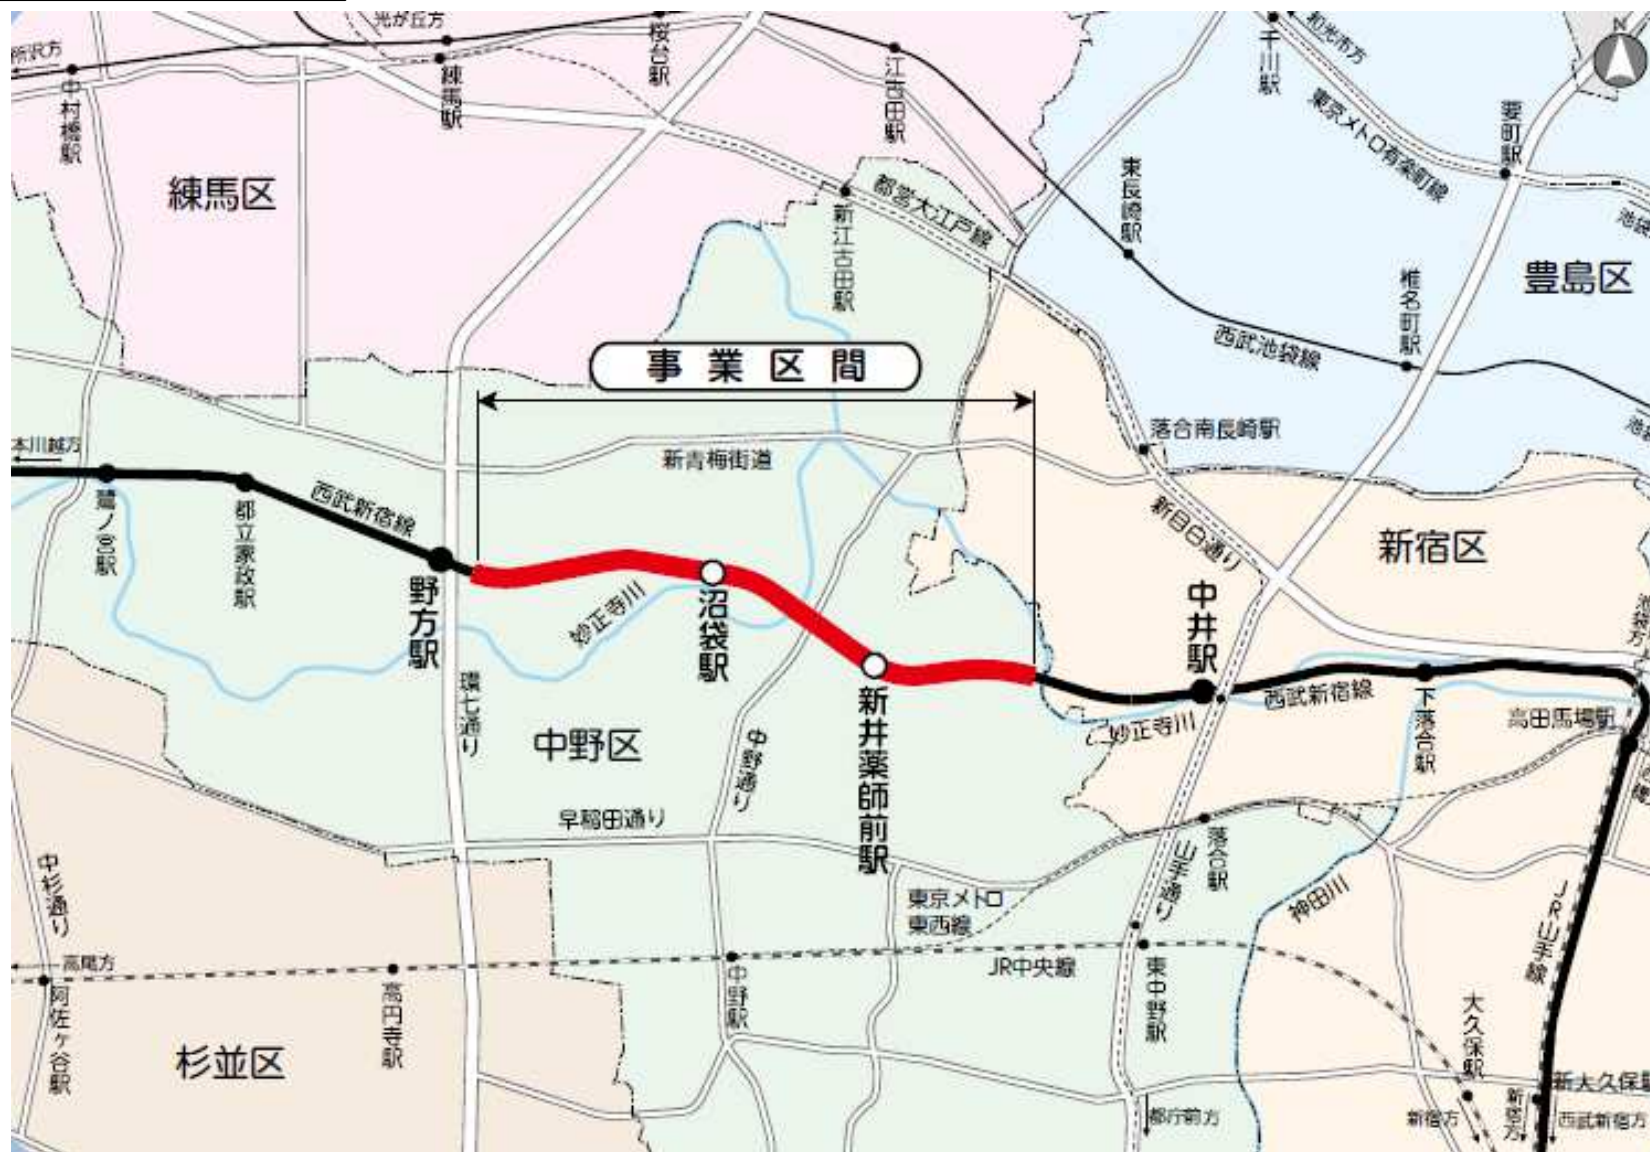 所沢方
光が丘方
桜台駅
中村橋駅
練馬駅
江古田駅
千川駅
和光市方
N
東京メトロ有楽町線
要町駅
東長崎駅
練馬区
都営大江戸線
新江古田駅
豊島区
椎名町駅
西武池袋線
事業区間
落合南長崎駅
新青梅街道
本川越方
鷺ノ宮駅
都立家政駅
西武新宿線
野方駅
妙正寺川
沼袋駅
新目白通り
新宿区
中井駅
池袋方
環七通り
中野区
中野通り
新井薬師前駅
妙正寺川
西武新宿線
下落合駅
高田馬場駅
早稲田通り
落合駅
山手通り
中杉通り
東京メトロ
東西線
神田川
JR山手線
高尾方
阿佐ヶ谷駅
高円寺駅
中野駅
JR中央線
東中野駅
大久保駅
杉並区
新大久保駅
都庁前方
新宿方
新宿方
西武新宿方